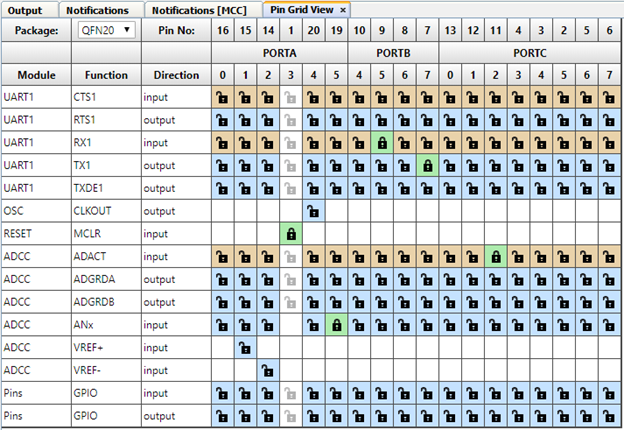 Output Notifications Notifications [MCC] Pin Grid View ×
Package: QFN20 Pin No: 16 15 14 1 20 19 10 9 8 7 13 12 11 4 3 2 5 6
PORTA PORTB PORTC
Module Function Direction 0 1 2 3 4 5 4 5 6 7 0 1 2 3 4 5 6 7
UART1 CTS1 input
UART1 RTS1 output
UART1 RX1 input
UART1 TX1 output
UART1 TXDE1 output
OSC CLKOUT output
RESET MCLR input
ADCC ADACT input
ADCC ADGRDA output
ADCC ADGRDB output
ADCC ANx input
ADCC VREF+ input
ADCC VREF- input
Pins GPIO input
Pins GPIO output